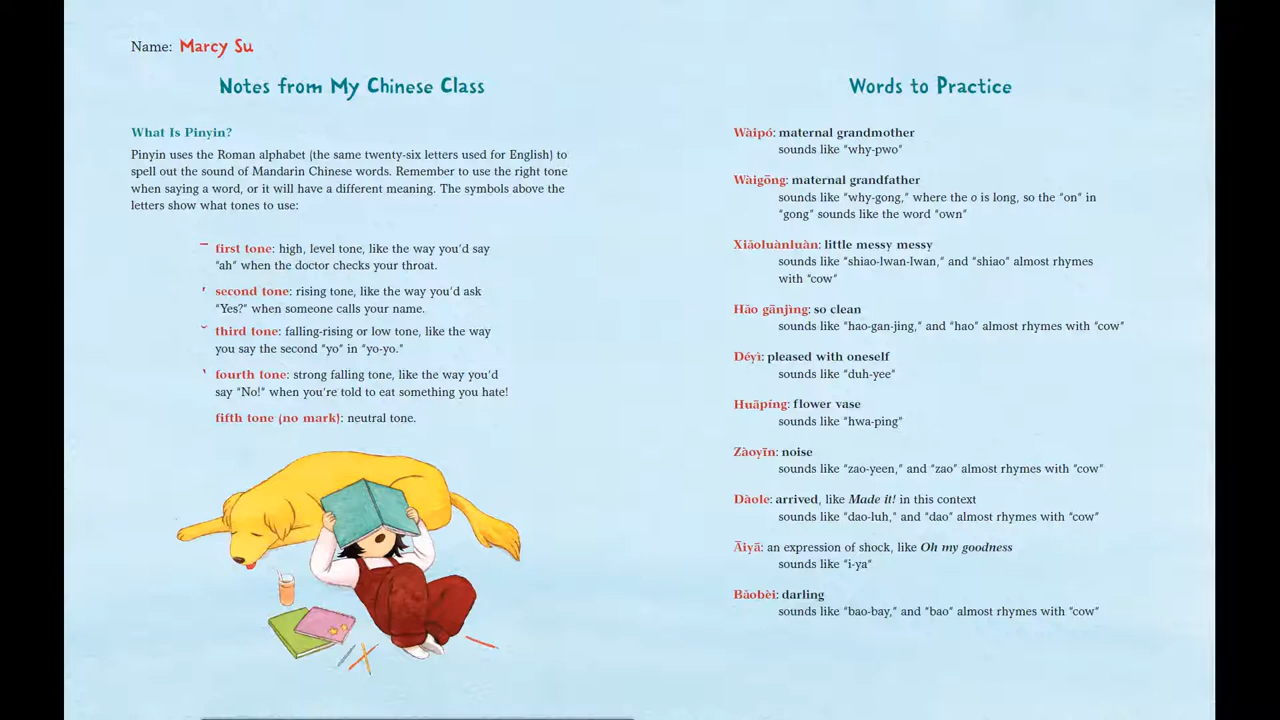 Name: Marcy Su
Notes from My Chinese Class
What Is Pinyin?
Pinyin uses the Roman alphabet (the same twenty-six letters used for English) to
spell out the sound of Mandarin Chinese words. Remember to use the right tone
when saying a word, or it will have a different meaning. The symbols above the
letters show what tones to use:
ˉ first tone: high, level tone, like the way you'd say
"ah" when the doctor checks your throat.
ˊ second tone: rising tone, like the way you'd ask
"Yes?" when someone calls your name.
ˇ third tone: falling-rising or low tone, like the way
you say the second "yo" in "yo-yo."
ˋ fourth tone: strong falling tone, like the way you'd
say "No!" when you're told to eat something you hate!
fifth tone (no mark): neutral tone.
Words to Practice
Wàipó: maternal grandmother
sounds like "why-pwo"
Wàigōng: maternal grandfather
sounds like "why-gong," where the o is long, so the "on" in
"gong" sounds like the word "own"
Xiǎoluànluàn: little messy messy
sounds like "shiao-lwan-lwan," and "shiao" almost rhymes
with "cow"
Hǎo gānjìng: so clean
sounds like "hao-gan-jing," and "hao" almost rhymes with "cow"
Déyì: pleased with oneself
sounds like "duh-yee"
Huāpíng: flower vase
sounds like "hwa-ping"
Zàoyīn: noise
sounds like "zao-yeen," and "zao" almost rhymes with "cow"
Dàole: arrived, like Made it! in this context
sounds like "dao-luh," and "dao" almost rhymes with "cow"
Āiyā: an expression of shock, like Oh my goodness
sounds like "i-ya"
Bǎobèi: darling
sounds like "bao-bay," and "bao" almost rhymes with "cow"